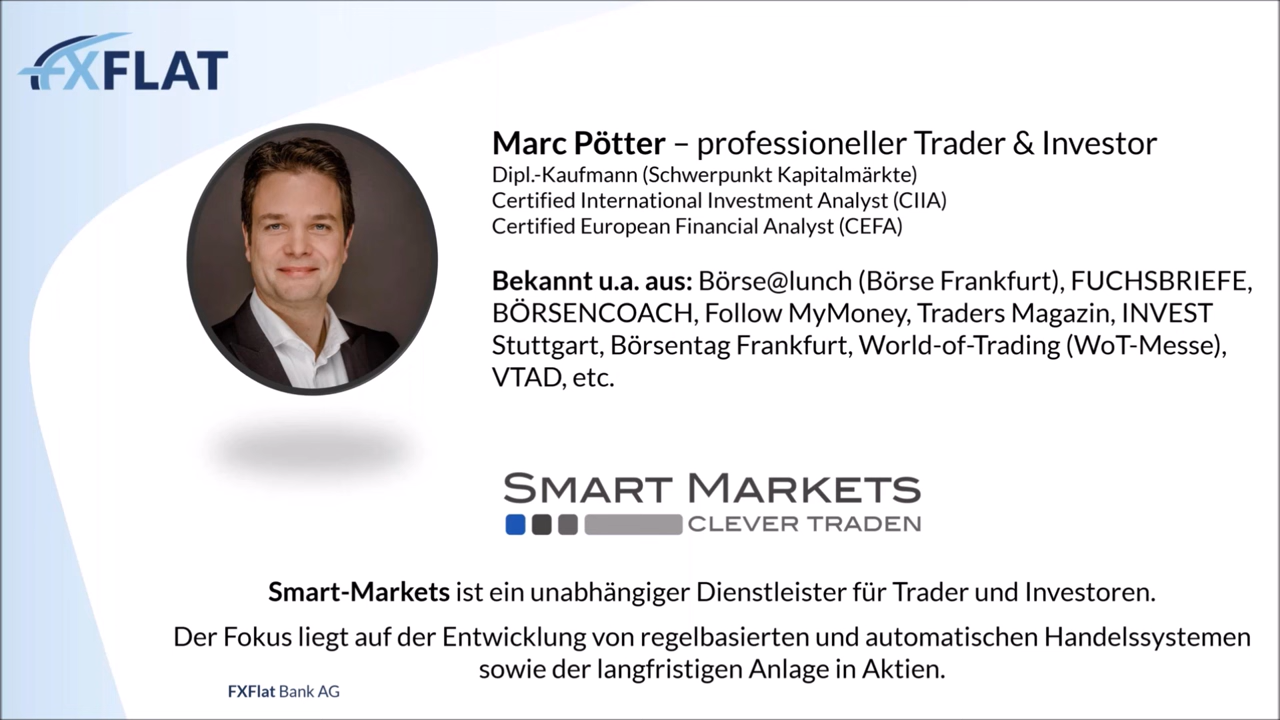 FXFLAT
Marc Pötter – professioneller Trader & Investor
Dipl.-Kaufmann (Schwerpunkt Kapitalmärkte)
Certified International Investment Analyst (CIIA)
Certified European Financial Analyst (CEFA)
Bekannt u.a. aus: Börse@lunch (Börse Frankfurt), FUCHSBRIEFE,
BÖRSENCOACH, Follow MyMoney, Traders Magazin, INVEST
Stuttgart, Börsentag Frankfurt, World-of-Trading (WoT-Messe),
VTAD, etc.
SMART MARKETS
CLEVER TRADEN
Smart-Markets ist ein unabhängiger Dienstleister für Trader und Investoren.
Der Fokus liegt auf der Entwicklung von regelbasierten und automatischen Handelssystemen
sowie der langfristigen Anlage in Aktien.
FXFlat Bank AG